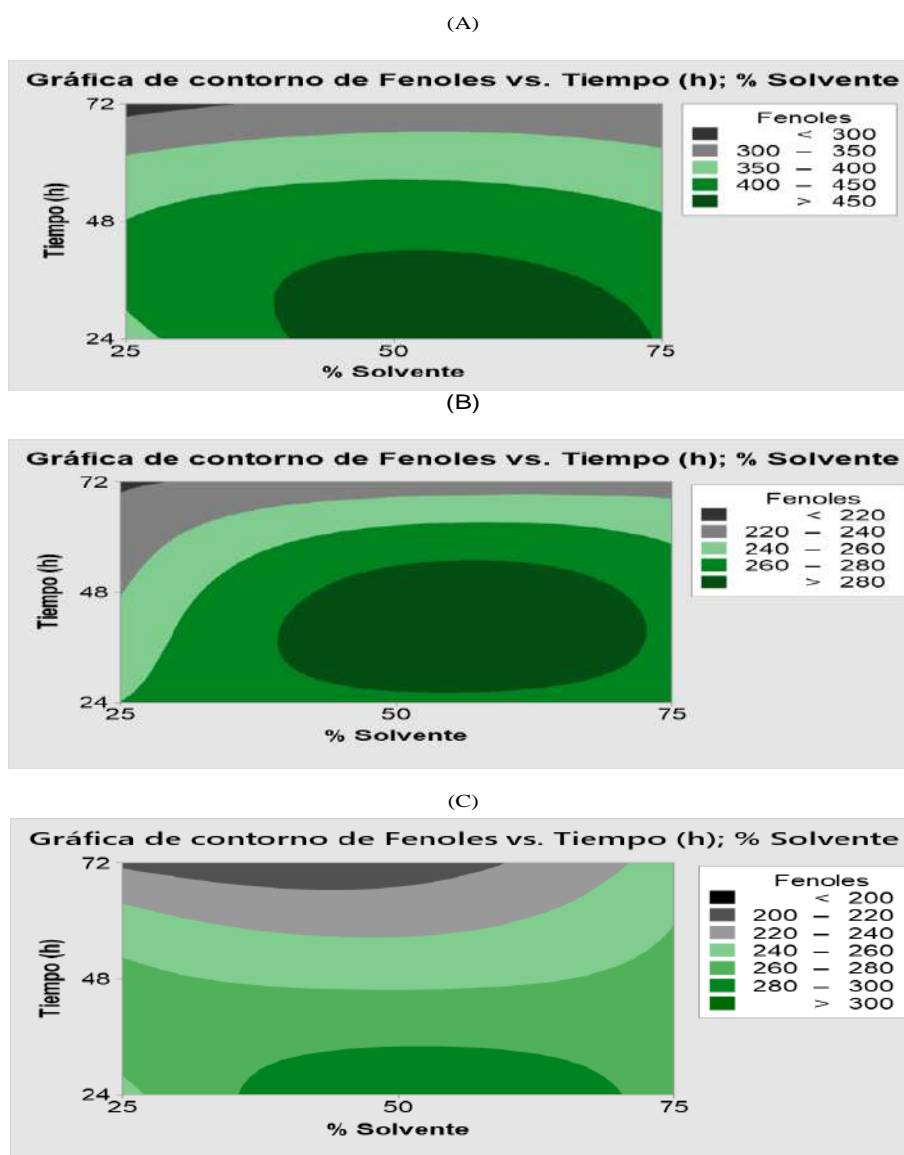 (A)
Gráfica de contorno de Fenoles vs. Tiempo (h); % Solvente
Fenoles
< 300
300 – 350
350 – 400
400 – 450
> 450
72
48
24
Tiempo (h)
25 50 75
% Solvente
(B)
Gráfica de contorno de Fenoles vs. Tiempo (h); % Solvente
Fenoles
< 220
220 – 240
240 – 260
260 – 280
> 280
72
48
24
Tiempo (h)
25 50 75
% Solvente
(C)
Gráfica de contorno de Fenoles vs. Tiempo (h); % Solvente
Fenoles
< 200
200 – 220
220 – 240
240 – 260
260 – 280
280 – 300
> 300
72
48
24
Tiempo (h)
25 50 75
% Solvente